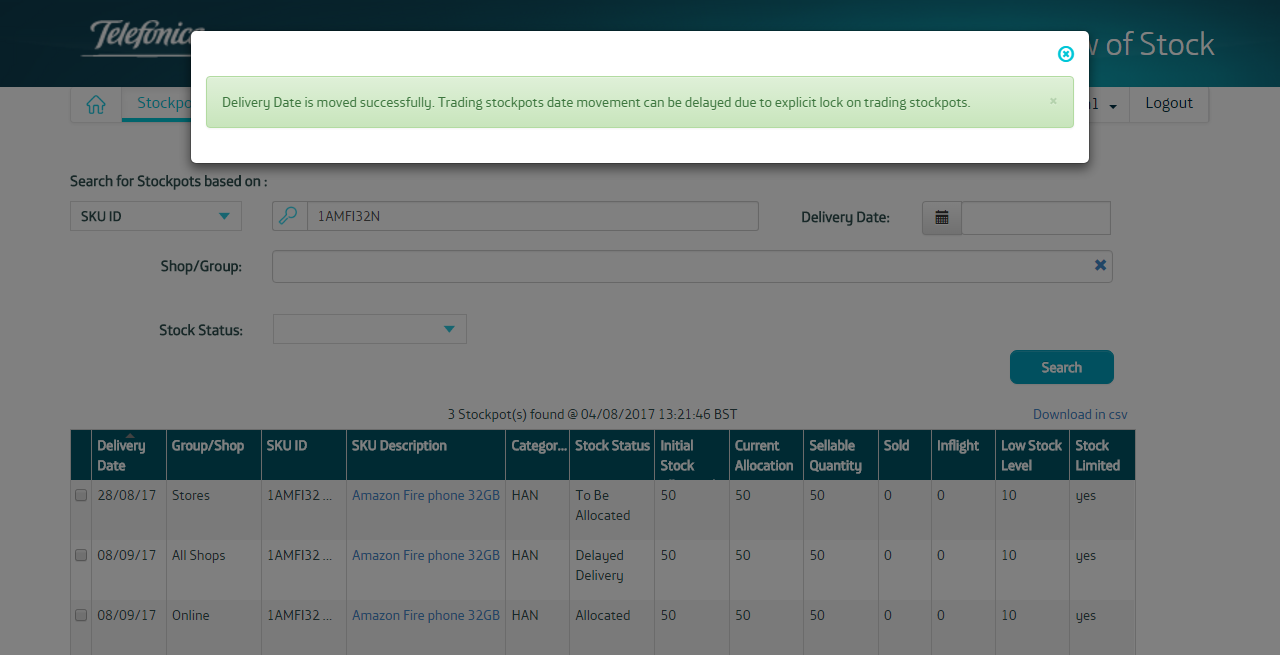 Telefónica
w of Stock
Delivery Date is moved successfully. Trading stockpots date movement can be delayed due to explicit lock on trading stockpots.
×
Stockpo
Logout
Search for Stockpots based on :
SKU ID
1AMFI32N
Delivery Date:
Shop/Group:
Stock Status:
Search
3 Stockpot(s) found @ 04/08/2017 13:21:46 BST
Download in csv
Delivery Date Group/Shop SKU ID SKU Description Categor... Stock Status Initial Stock Current Allocation Sellable Quantity Sold Inflight Low Stock Level Stock Limited
28/08/17 Stores 1AMFI32 ... Amazon Fire phone 32GB HAN To Be Allocated 50 50 50 0 0 10 yes
08/09/17 All Shops 1AMFI32 ... Amazon Fire phone 32GB HAN Delayed Delivery 50 50 50 0 0 10 yes
08/09/17 Online 1AMFI32 ... Amazon Fire phone 32GB HAN Allocated 50 50 50 0 0 10 yes